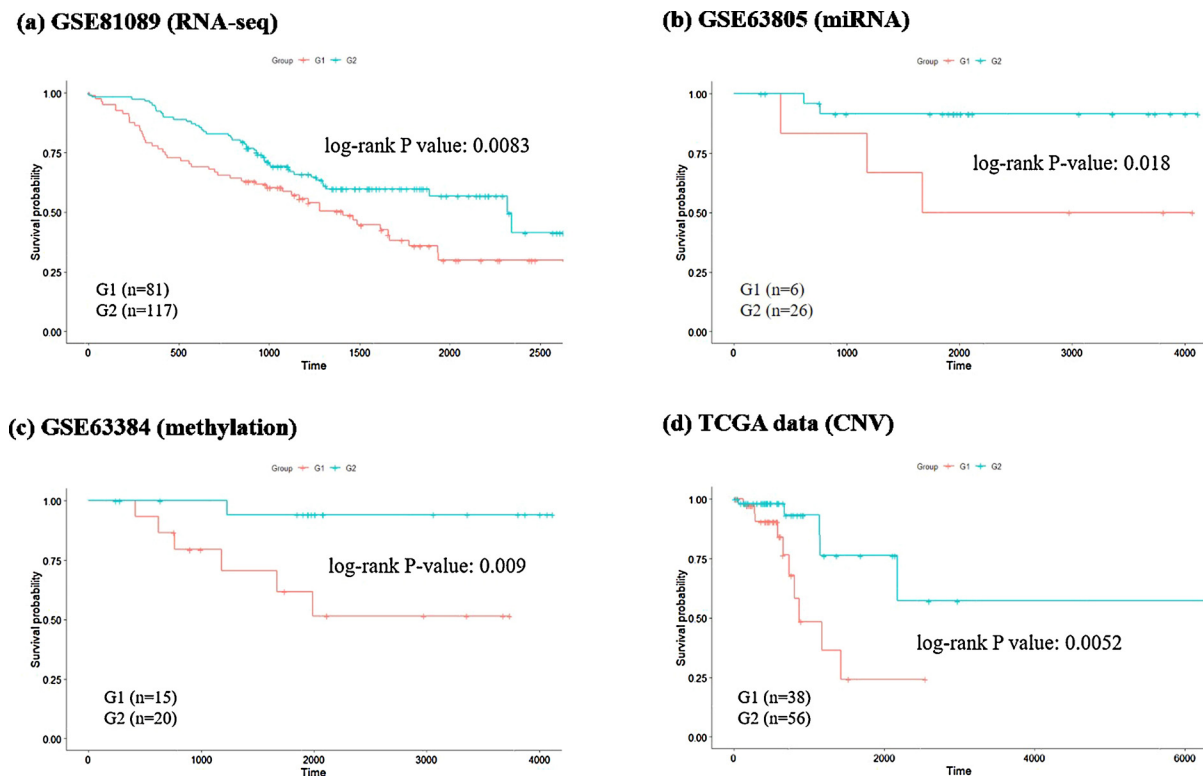 (a) GSE81089 (RNA-seq)
Group G1 G2
1.00
0.75
0.50
0.25
0.00
Survival probability
log-rank P value: 0.0083
G1 (n=81)
G2 (n=117)
0 500 1000 1500 2000 2500
Time
(b) GSE63805 (miRNA)
Group G1 G2
1.00
0.75
0.50
0.25
0.00
Survival probability
log-rank P-value: 0.018
G1 (n=6)
G2 (n=26)
0 1000 2000 3000 4000
Time
(c) GSE63384 (methylation)
Group G1 G2
1.00
0.75
0.50
0.25
0.00
Survival probability
log-rank P-value: 0.009
G1 (n=15)
G2 (n=20)
0 1000 2000 3000 4000
Time
(d) TCGA data (CNV)
Group G1 G2
1.00
0.75
0.50
0.25
0.00
Survival probability
log-rank P value: 0.0052
G1 (n=38)
G2 (n=56)
0 2000 4000 6000
Time